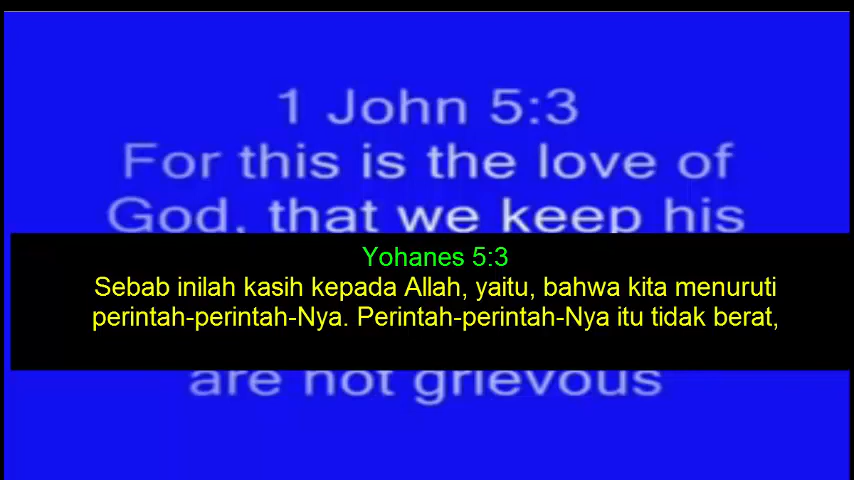 1 John 5:3
For this is the love of
God, that we keep his
Yohanes 5:3
Sebab inilah kasih kepada Allah, yaitu, bahwa kita menuruti
perintah-perintah-Nya. Perintah-perintah-Nya itu tidak berat,
are not grievous